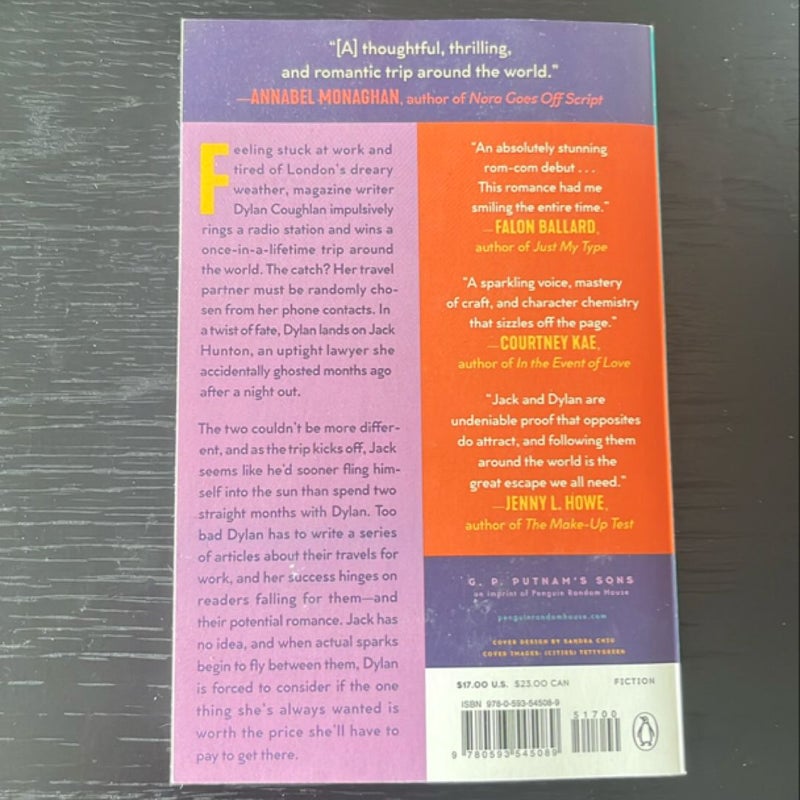 “[A] thoughtful, thrilling,
and romantic trip around the world.”
—ANNABEL MONAGHAN, author of Nora Goes Off Script
Feeling stuck at work and
tired of London's dreary
weather, magazine writer
Dylan Coughlan impulsively
rings a radio station and wins a
once-in-a-lifetime trip around
the world. The catch? Her travel
partner must be randomly cho-
sen from her phone contacts. In
a twist of fate, Dylan lands on Jack
Hunton, an uptight lawyer she
accidentally ghosted months ago
after a night out.
The two couldn't be more differ-
ent, and as the trip kicks off, Jack
seems like he'd sooner fling him-
self into the sun than spend two
straight months with Dylan. Too
bad Dylan has to write a series
of articles about their travels for
work, and her success hinges on
readers falling for them—and
their potential romance. Jack has
no idea, and when actual sparks
begin to fly between them, Dylan
is forced to consider if the one
thing she's always wanted is
worth the price she'll have to
pay to get there.
“An absolutely stunning
rom-com debut . . .
This romance had me
smiling the entire time.”
—FALON BALLARD,
author of Just My Type
“A sparkling voice, mastery
of craft, and character chemistry
that sizzles off the page.”
—COURTNEY KAE,
author of In the Event of Love
“Jack and Dylan are
undeniable proof that opposites
do attract, and following them
around the world is the
great escape we all need.”
—JENNY L. HOWE,
author of The Make-Up Test
G. P. PUTNAM'S SONS
an imprint of Penguin Random House
penguinrandomhouse.com
COVER DESIGN BY SANDRA CHIU
COVER IMAGES: (CITIES) TETTYGREEN
$17.00 U.S. $23.00 CAN
FICTION
ISBN 978-0-593-54508-9
51700
9 780593 545089